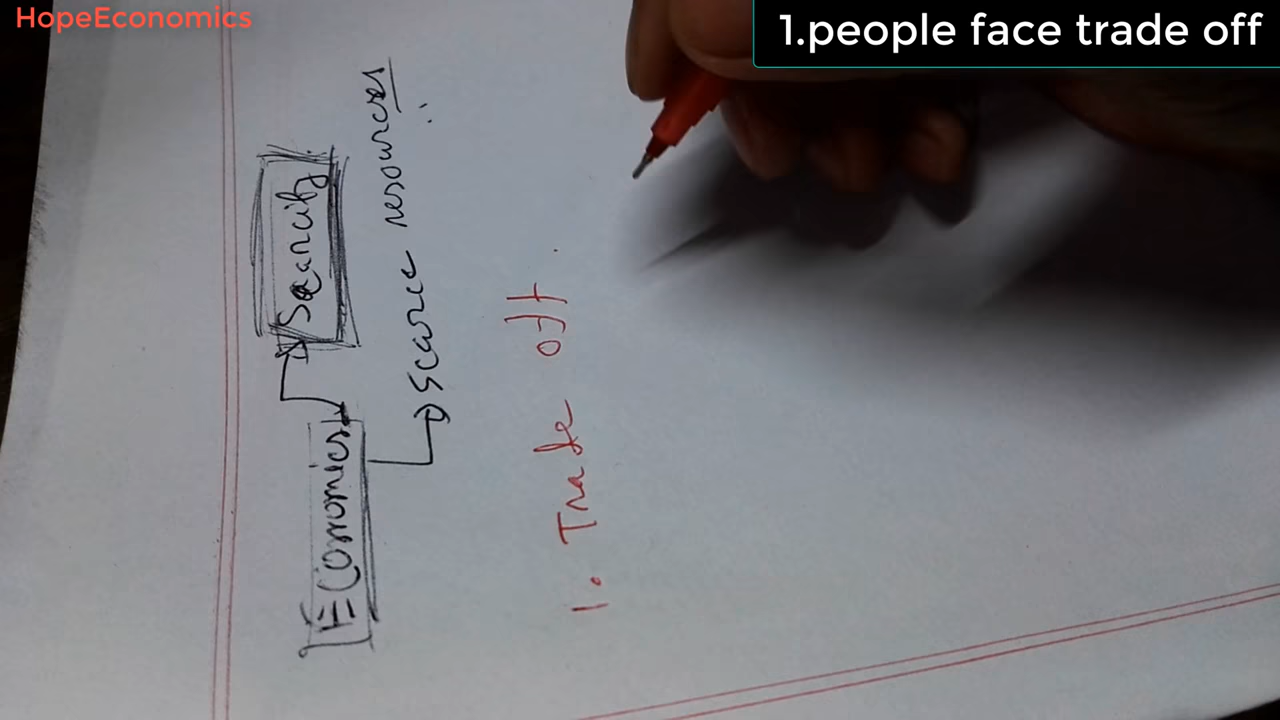 HopeEconomics
1.people face trade off
Economics
Scarcity
scarce resources
1. Trade off